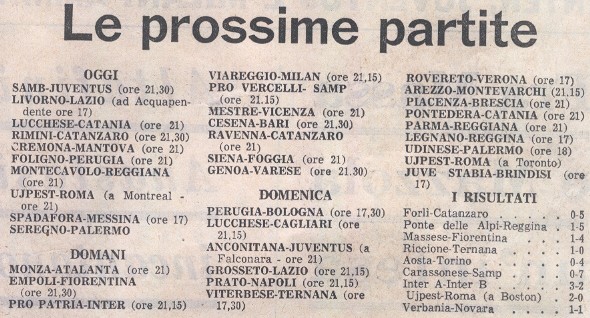 Le prossime partite
OGGI
SAMB-JUVENTUS (ore 21,30)
LIVORNO-LAZIO (ad Acquapen-
dente ore 17)
LUCCHESE-CATANIA (ore 21)
RIMINI-CATANZARO (ore 21,30)
CREMONA-MANTOVA (ore 21)
FOLIGNO-PERUGIA (ore 21)
MONTECAVOLO-REGGIANA
(ore 21)
UJPEST-ROMA (a Montreal -
ore 21)
SPADAFORA-MESSINA (ore 17)
SEREGNO-PALERMO
DOMANI
MONZA-ATALANTA (ore 21)
EMPOLI-FIORENTINA
(ore 21,30)
PRO PATRIA-INTER (ore 21,15)
VIAREGGIO-MILAN (ore 21,15)
PRO VERCELLI- SAMP
(ore 21,15)
MESTRE-VICENZA (ore 21)
CESENA-BARI (ore 21,30)
RAVENNA-CATANZARO
(ore 21)
SIENA-FOGGIA (ore 21)
GENOA-VARESE (ore 21.30)
DOMENICA
PERUGIA-BOLOGNA (ore 17,30)
LUCCHESE-CAGLIARI (ore
21,15)
ANCONITANA-JUVENTUS (a
Falconara - ore 21)
GROSSETO-LAZIO (ore 21,15)
PRATO-NAPOLI (ore 21,15)
VITERBESE-TERNANA (ore
17,30)
ROVERETO-VERONA (ore 17)
AREZZO-MONTEVARCHI (21,15)
PIACENZA-BRESCIA (ore 21)
PONTEDERA-CATANIA (ore 21)
PARMA-REGGIANA (ore 21)
LEGNANO-REGGINA (ore 17)
UDINESE-PALERMO (ore 18)
UJPEST-ROMA (a Toronto)
JUVE STABIA-BRINDISI (ore
17)
I RISULTATI
Forlì-Catanzaro . . . . 0-5
Ponte delle Alpi-Reggina . 1-5
Massese-Fiorentina . . . 1-4
Riccione-Ternana . . . 1-0
Aosta-Torino . . . . 0-4
Carassonese-Samp . . . 0-7
Inter A-Inter B . . . . 3-2
Ujpest-Roma (a Boston) . 2-0
Verbania-Novara . . . . 1-1